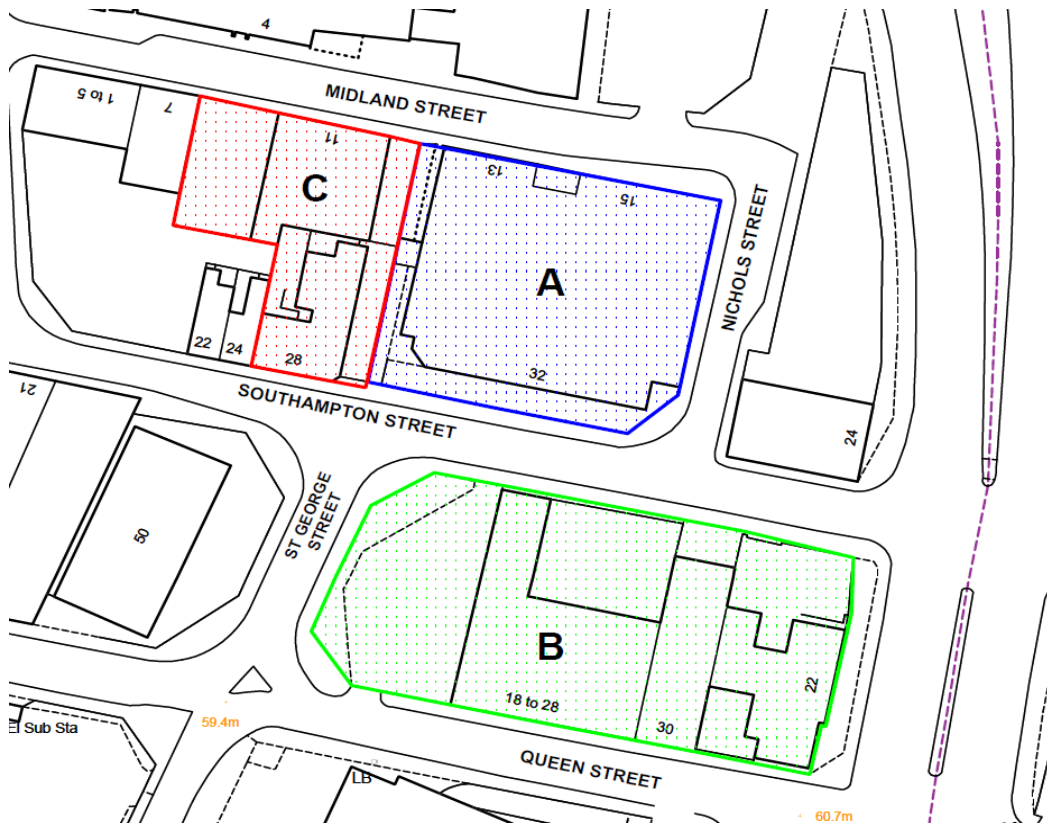 4
MIDLAND STREET
1 to 5
7
11
13
15
C
A
NICHOLS STREET
22
24
28
32
SOUTHAMPTON STREET
24
21
50
ST GEORGE
STREET
B
18 to 28
30
22
QUEEN STREET
El Sub Sta
59.4m
LB
60.7m